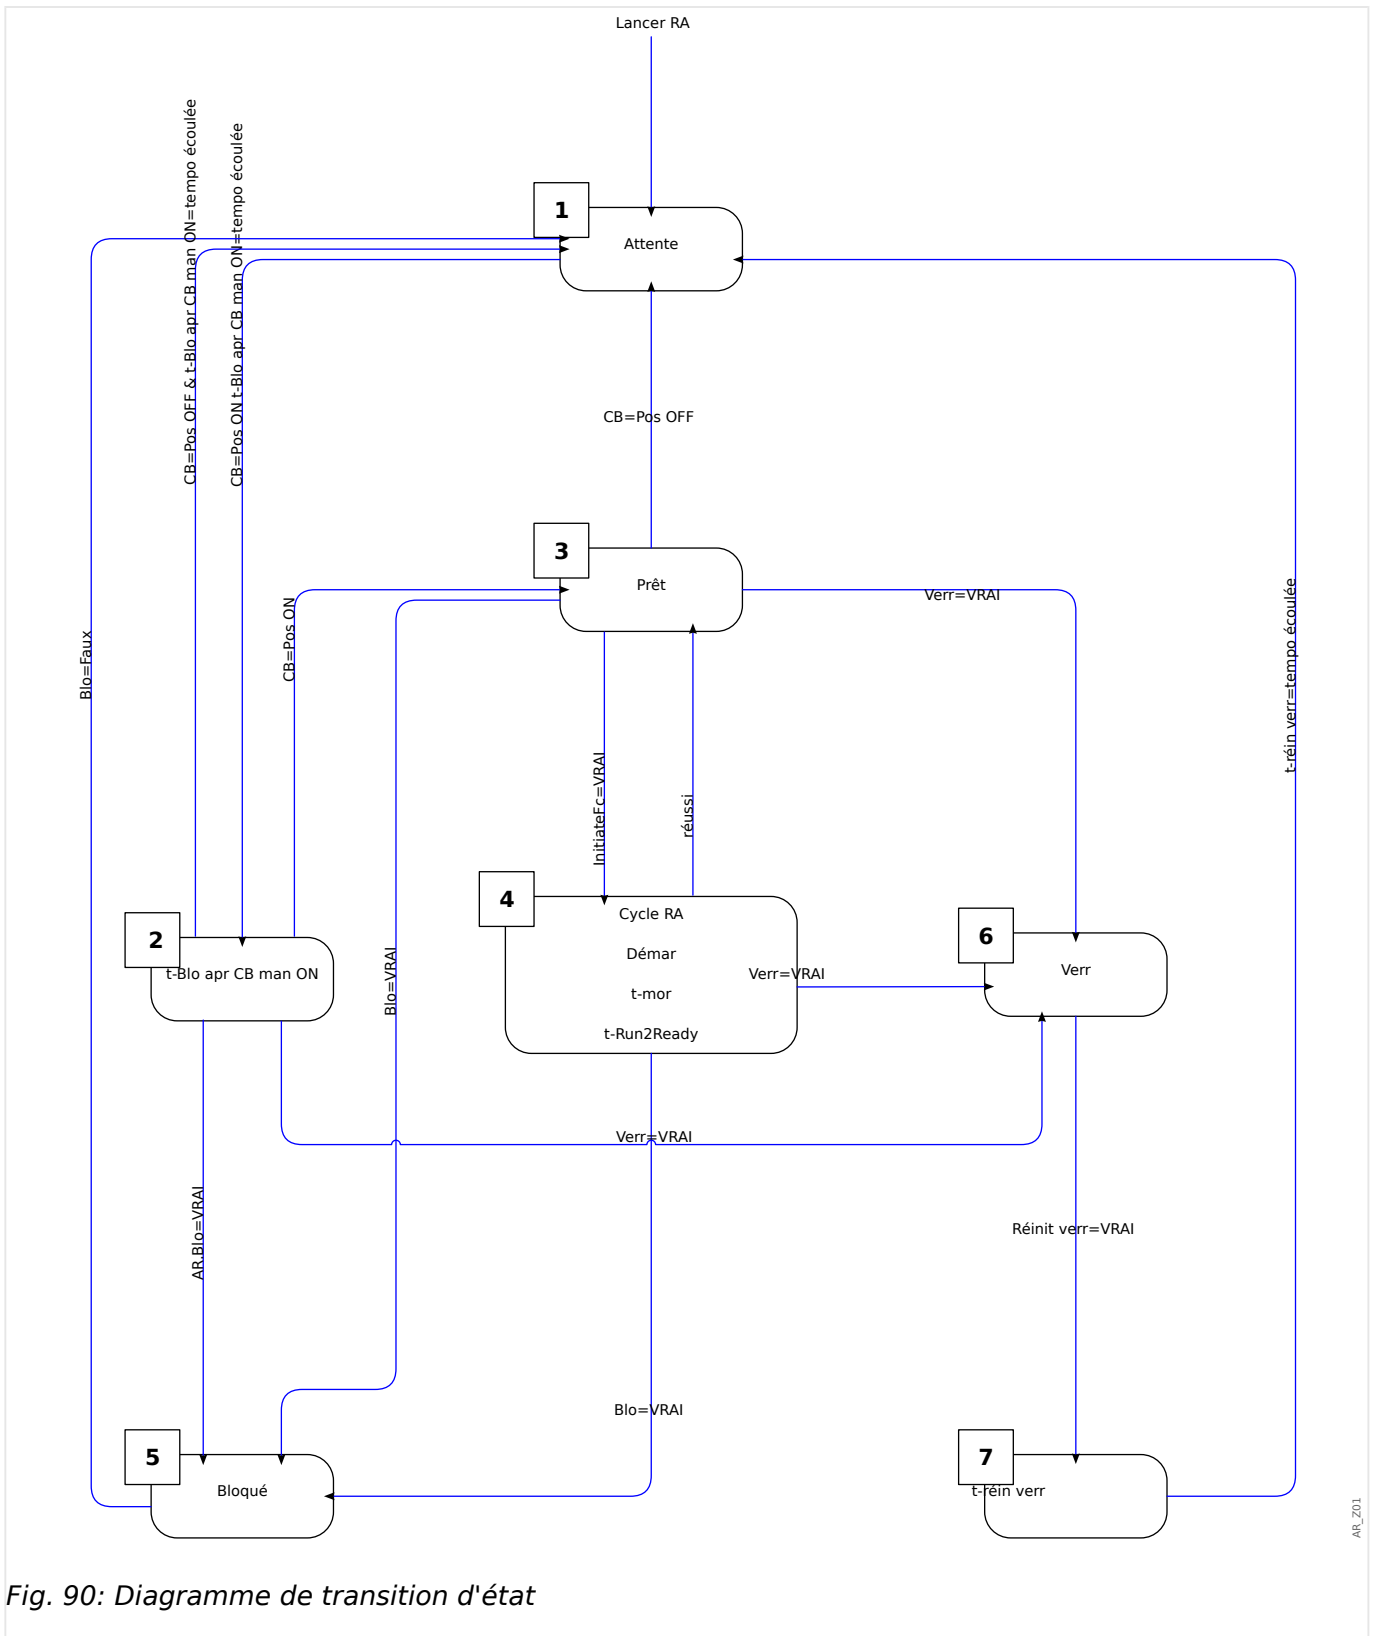 Lancer RA
1
Attente
CB=Pos OFF & t-Blo apr CB man ON=tempo écoulée
CB=Pos ON t-Blo apr CB man ON=tempo écoulée
CB=Pos OFF
3
Prêt
Verr=VRAI
CB=Pos ON
Blo=Faux
t-réin verr=tempo écoulée
InitiateFc=VRAI
réussi
4
Cycle RA
Démar
t-mor
t-Run2Ready
Verr=VRAI
2
t-Blo apr CB man ON
Blo=VRAI
6
Verr
Verr=VRAI
AR.Blo=VRAI
Réinit verr=VRAI
Blo=VRAI
5
Bloqué
7
t-réin verr
AR_Z01
Fig. 90: Diagramme de transition d'état